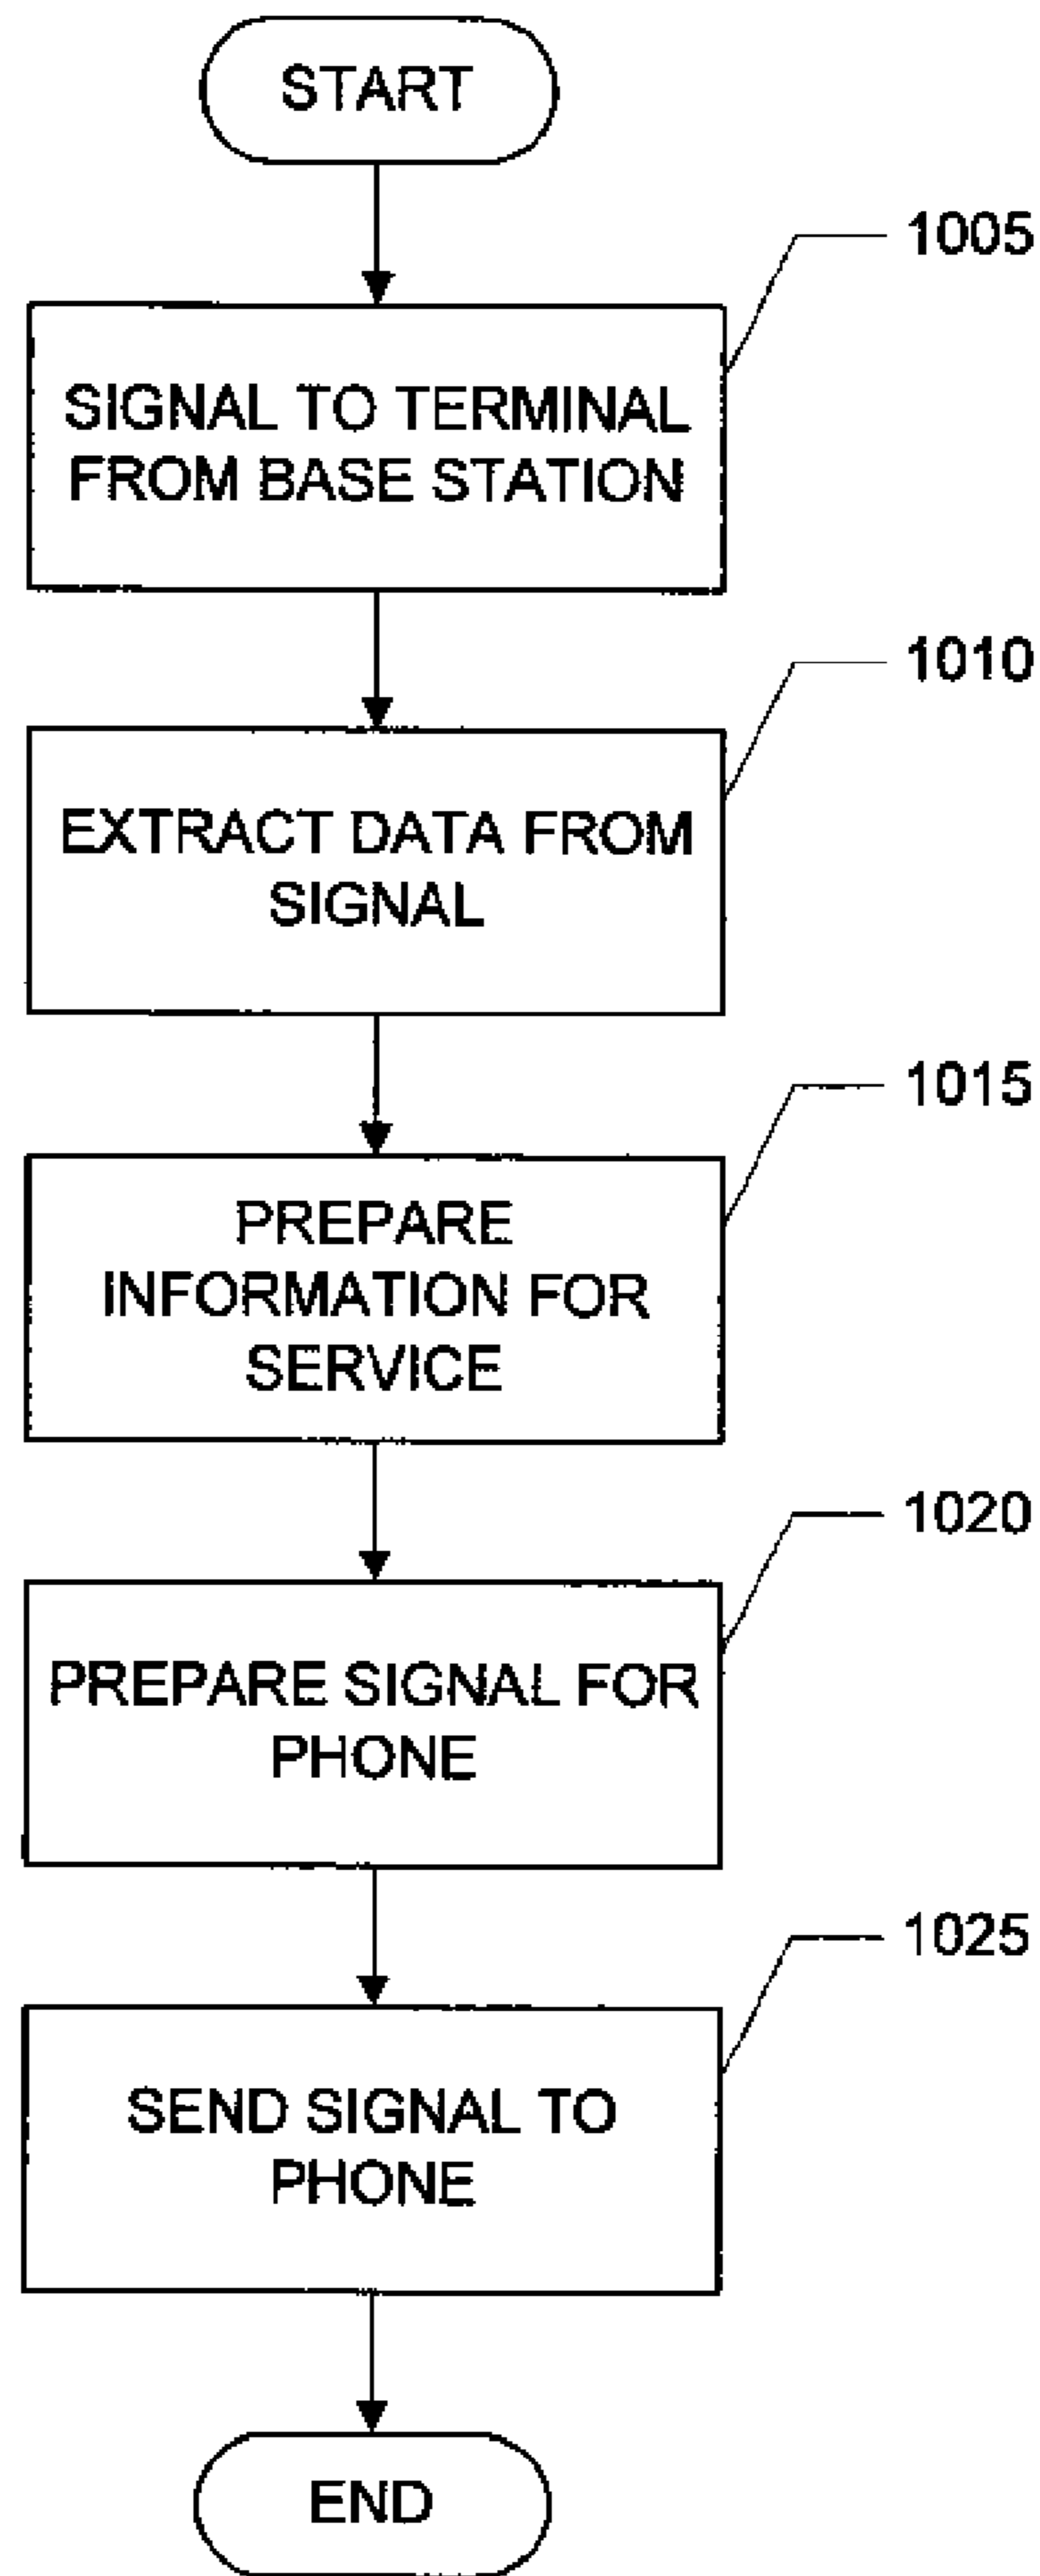 START
1005
SIGNAL TO TERMINAL
FROM BASE STATION
1010
EXTRACT DATA FROM
SIGNAL
1015
PREPARE
INFORMATION FOR
SERVICE
1020
PREPARE SIGNAL FOR
PHONE
1025
SEND SIGNAL TO
PHONE
END